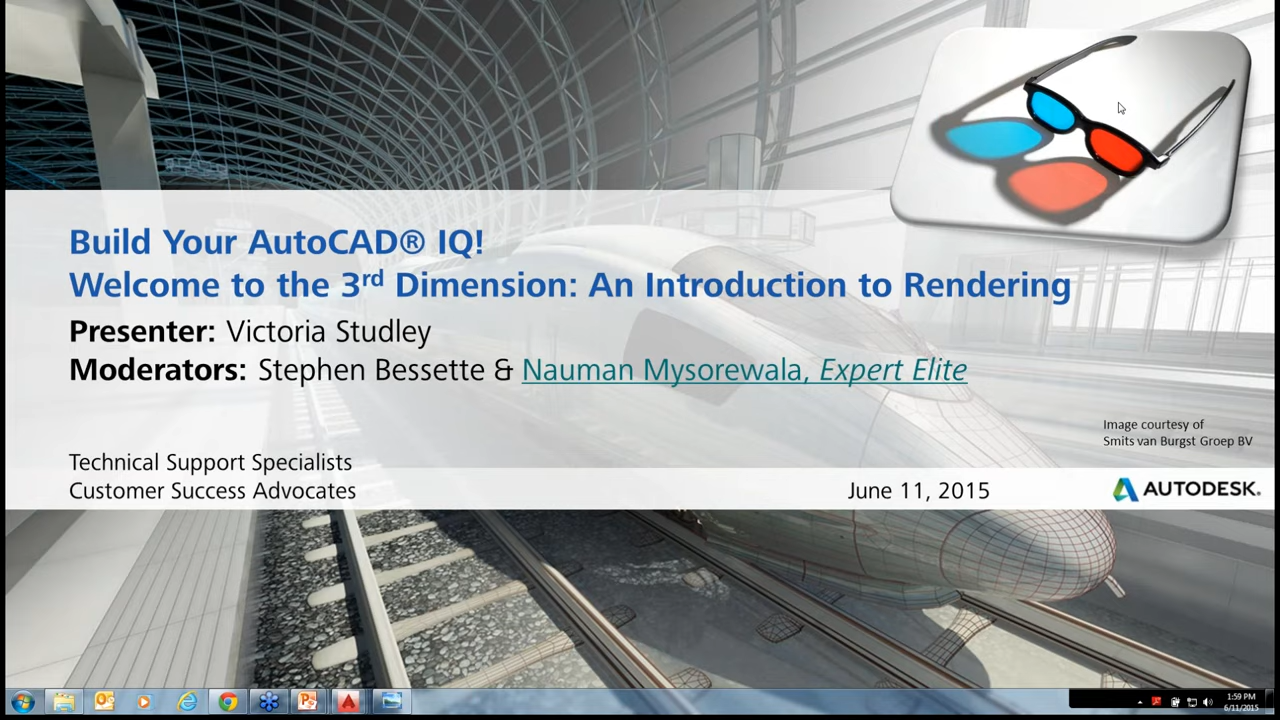 Build Your AutoCAD® IQ!
Welcome to the 3rd Dimension: An Introduction to Rendering
Presenter: Victoria Studley
Moderators: Stephen Bessette & Nauman Mysorewala, Expert Elite
Image courtesy of
Smits van Burgst Groep BV
Technical Support Specialists
Customer Success Advocates
June 11, 2015
AUTODESK.
1:59 PM
6/11/2015